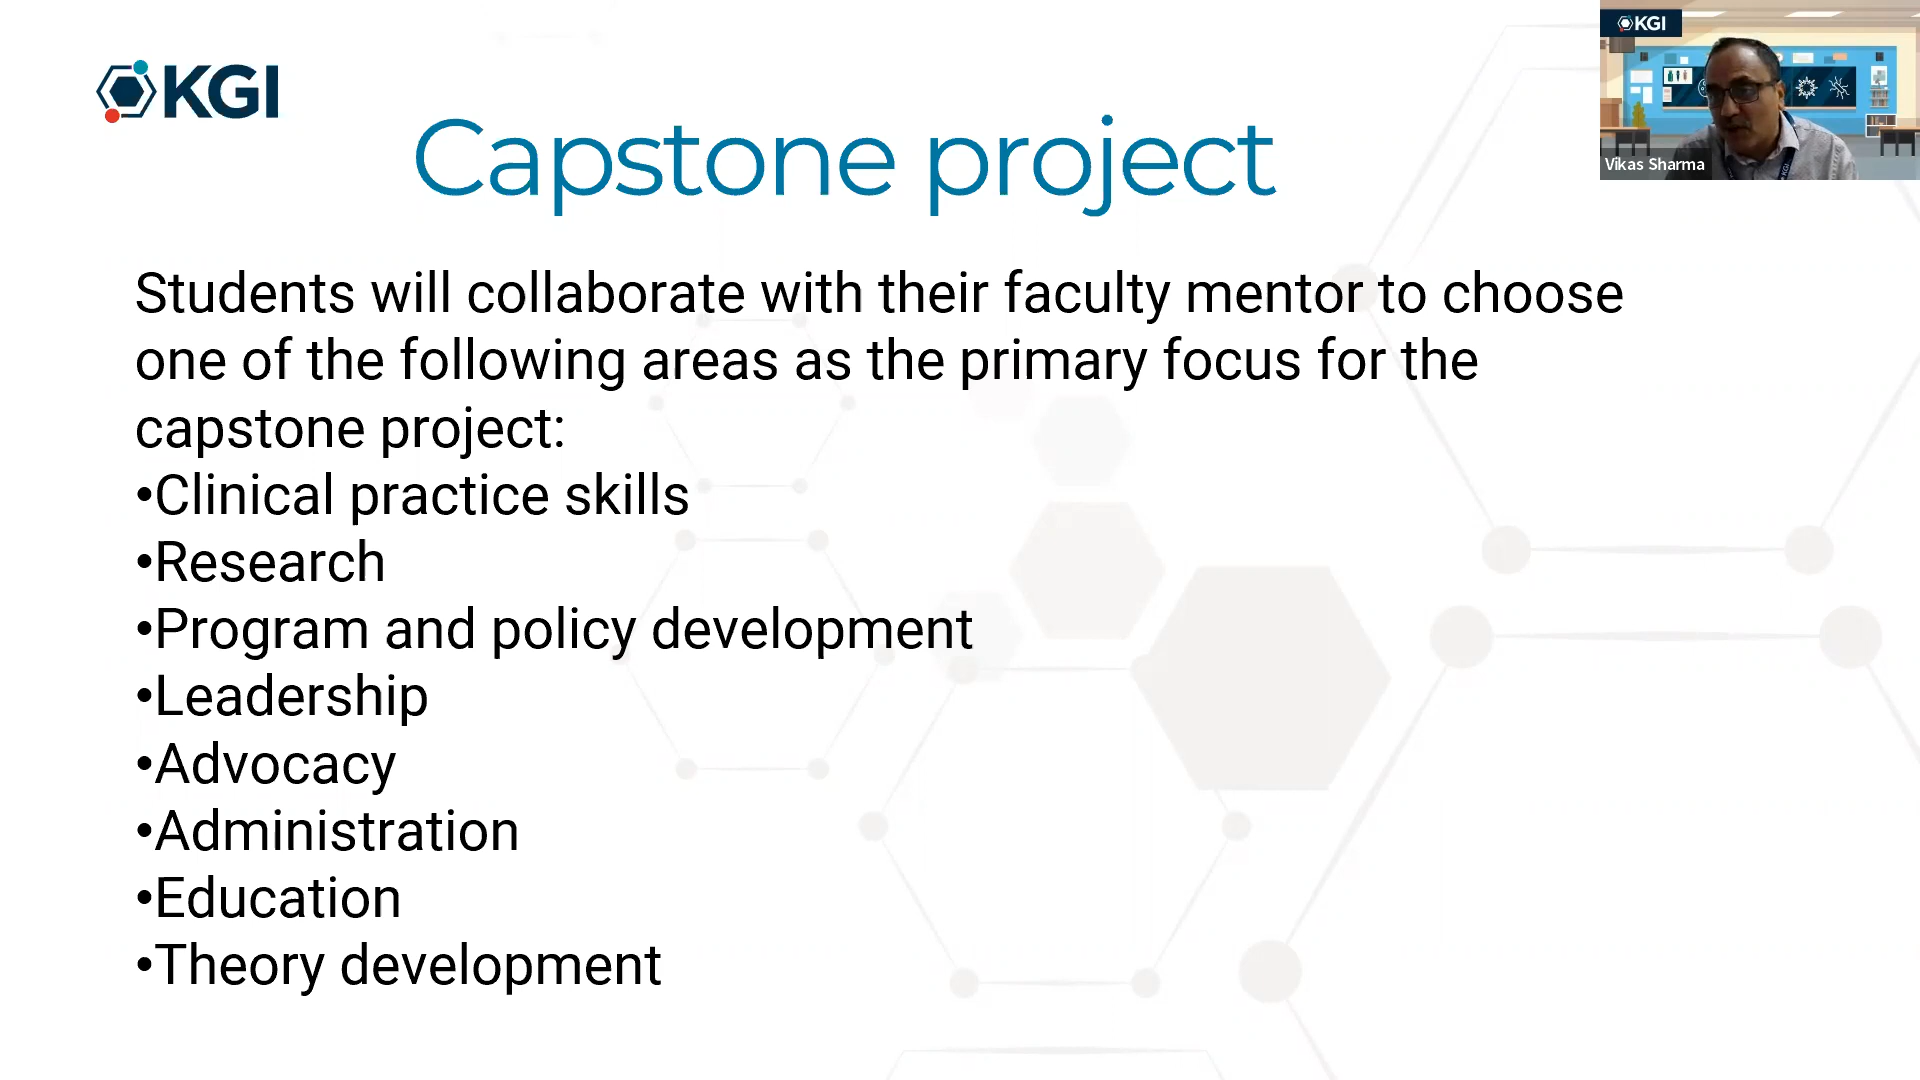 KGI
KGI
Vikas Sharma
Capstone project
Students will collaborate with their faculty mentor to choose
one of the following areas as the primary focus for the
capstone project:
•Clinical practice skills
•Research
•Program and policy development
•Leadership
•Advocacy
•Administration
•Education
•Theory development